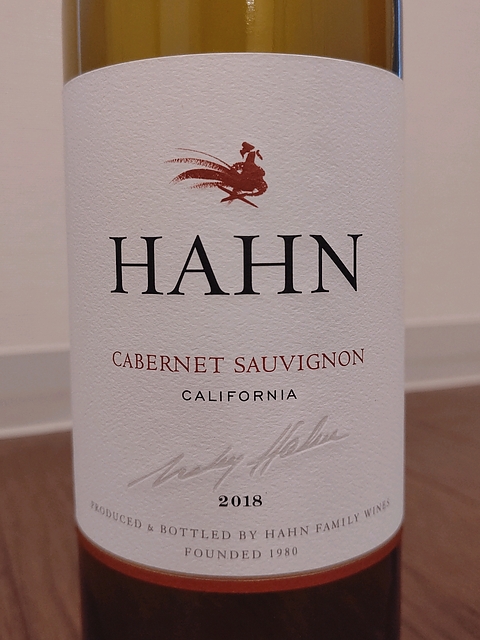 HAHN
CABERNET SAUVIGNON
CALIFORNIA
2018
PRODUCED & BOTTLED BY HAHN FAMILY WINES
FOUNDED 1980